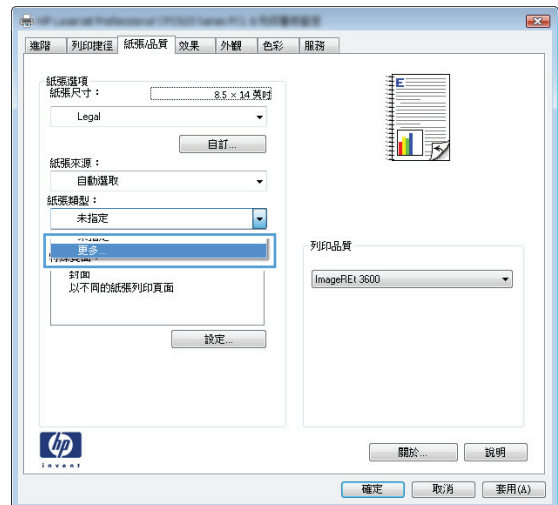 進階 列印捷徑 紙張/品質 效果 外觀 色彩 服務
紙張選項
紙張尺寸：
8.5 × 14 英吋
Legal
自訂...
紙張來源：
自動選取
紙張類型：
未指定
更多...
封面
以不同的紙張列印頁面
設定...
E
列印品質
ImageREt 3600
hp
invent
關於... 說明
確定 取消 套用(A)